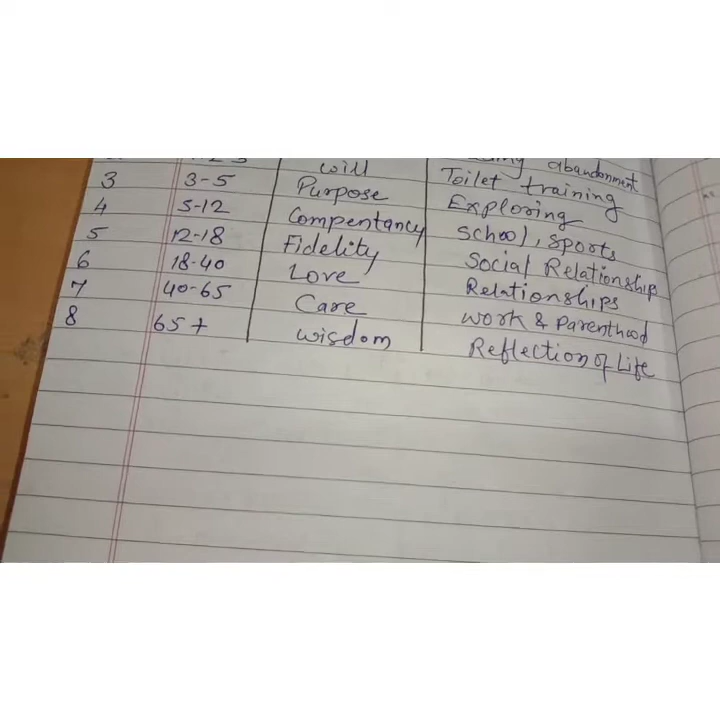 will abandonment
3 3-5 Purpose Toilet training
4 5-12 Compentancy Exploring
5 12-18 Fidelity School, sports
6 18-40 Love Social Relationship
7 40-65 Care Relationships
8 65+ wisdom work & Parenthood
Reflection of Life